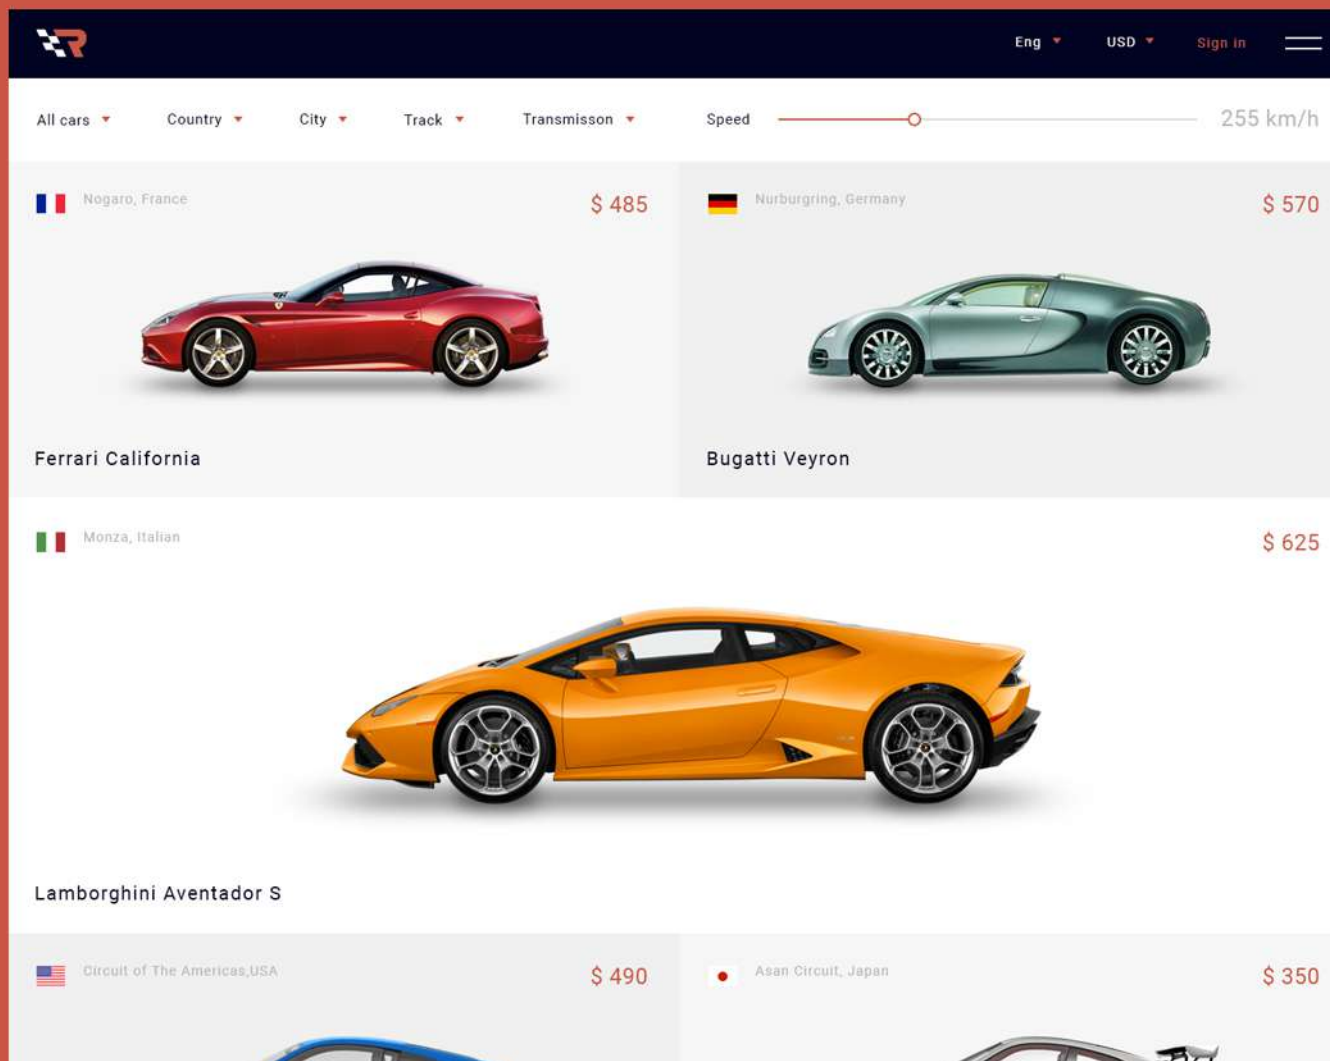 R
Eng USD Sign in
All cars Country City Track Transmisson Speed 255 km/h
Nogaro, France $ 485
Ferrari California
Nurburgring, Germany $ 570
Bugatti Veyron
Monza, Italian $ 625
Lamborghini Aventador S
Circuit of The Americas,USA $ 490
Asan Circuit, Japan $ 350